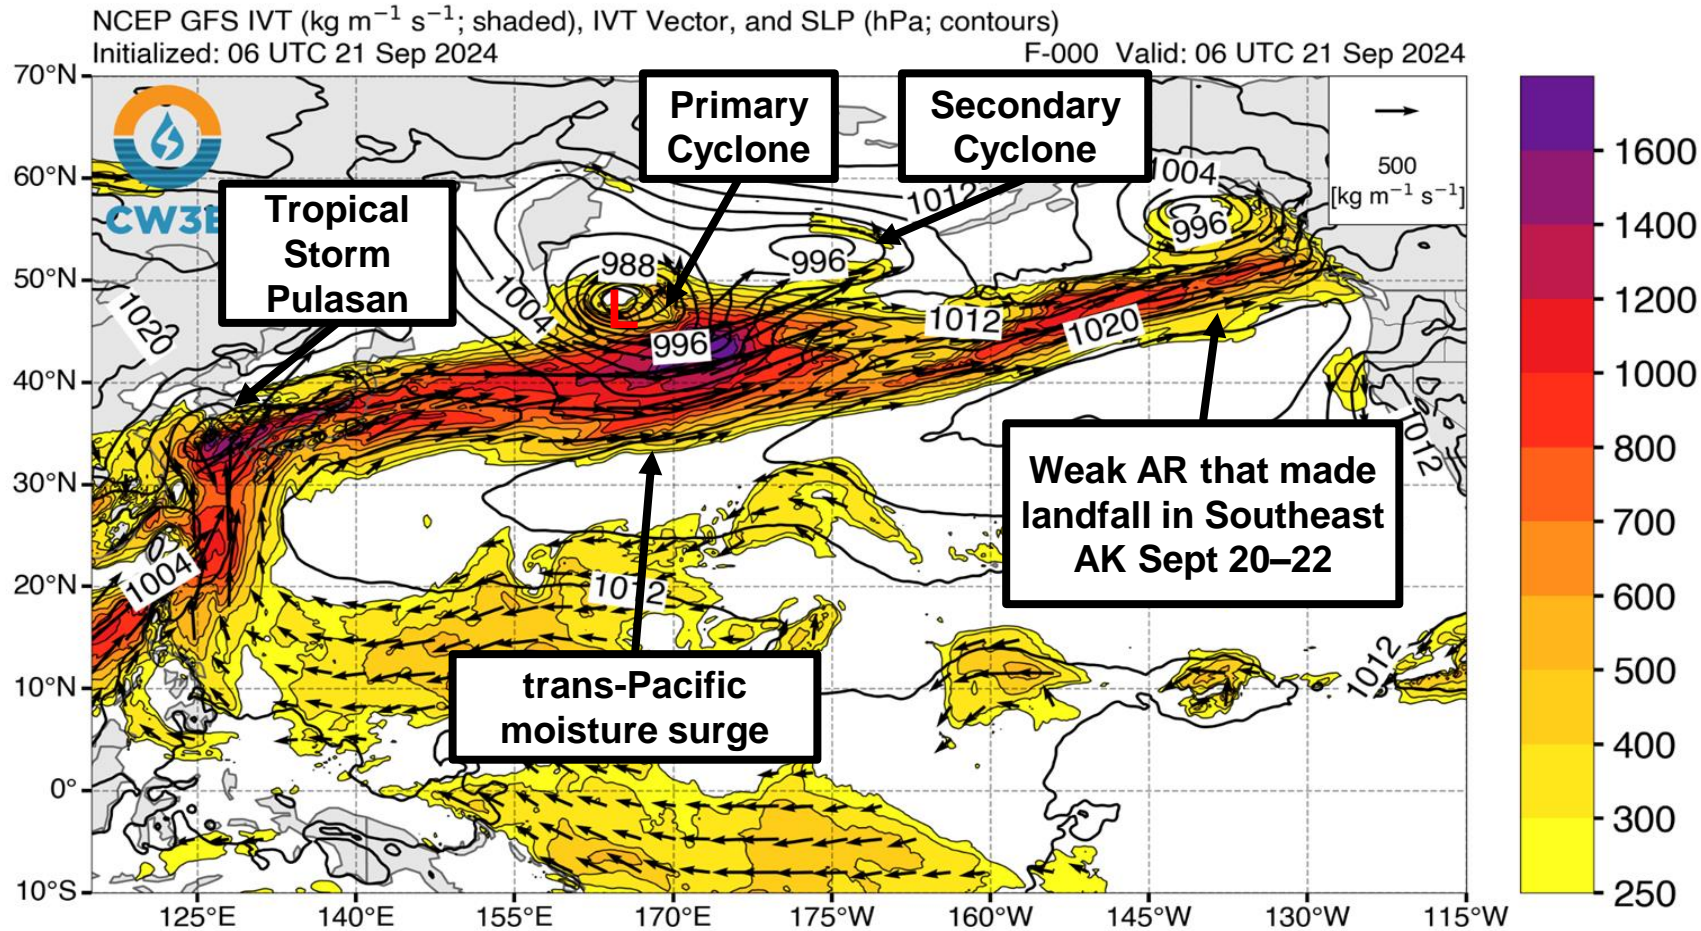 NCEP GFS IVT (kg m⁻¹ s⁻¹; shaded), IVT Vector, and SLP (hPa; contours)
Initialized: 06 UTC 21 Sep 2024
F-000 Valid: 06 UTC 21 Sep 2024
70°N
60°N
50°N
40°N
30°N
20°N
10°N
0°
10°S
125°E
140°E
155°E
170°E
175°W
160°W
145°W
130°W
115°W
CW3E
Tropical
Storm
Pulasan
Primary
Cyclone
Secondary
Cyclone
500
[kg m⁻¹ s⁻¹]
1004
1012
996
988
996
1004
L
996
1012
1020
1020
1012
1004
1012
1012
Weak AR that made
landfall in Southeast
AK Sept 20–22
trans-Pacific
moisture surge
1600
1400
1200
1000
800
700
600
500
400
300
250